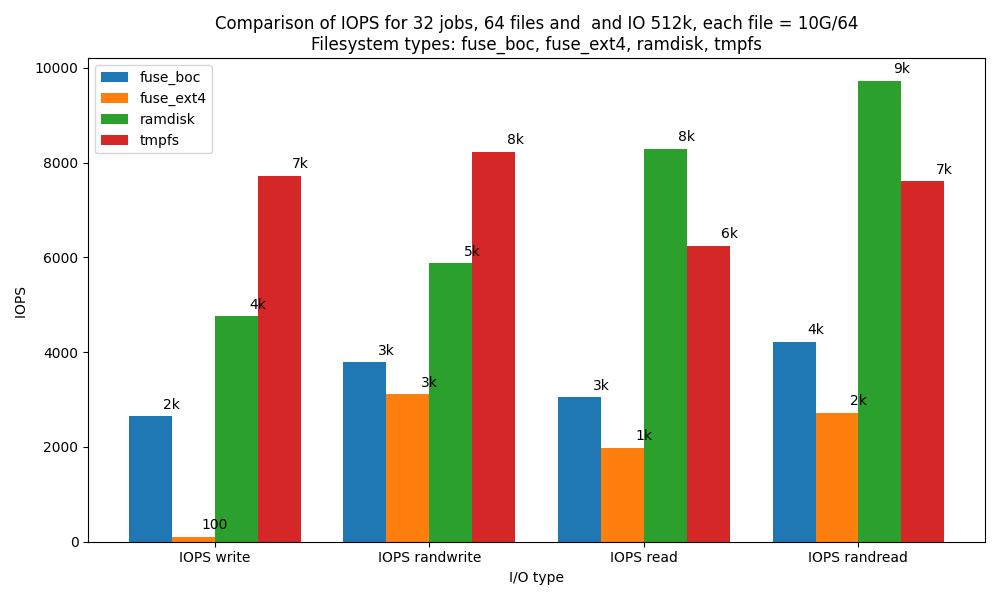 Comparison of IOPS for 32 jobs, 64 files and  and IO 512k, each file = 10G/64
Filesystem types: fuse_boc, fuse_ext4, ramdisk, tmpfs
fuse_boc
fuse_ext4
ramdisk
tmpfs
IOPS
10000
8000
6000
4000
2000
0
2k
100
4k
7k
3k
3k
5k
8k
3k
1k
8k
6k
4k
2k
9k
7k
IOPS write
IOPS randwrite
IOPS read
IOPS randread
I/O type